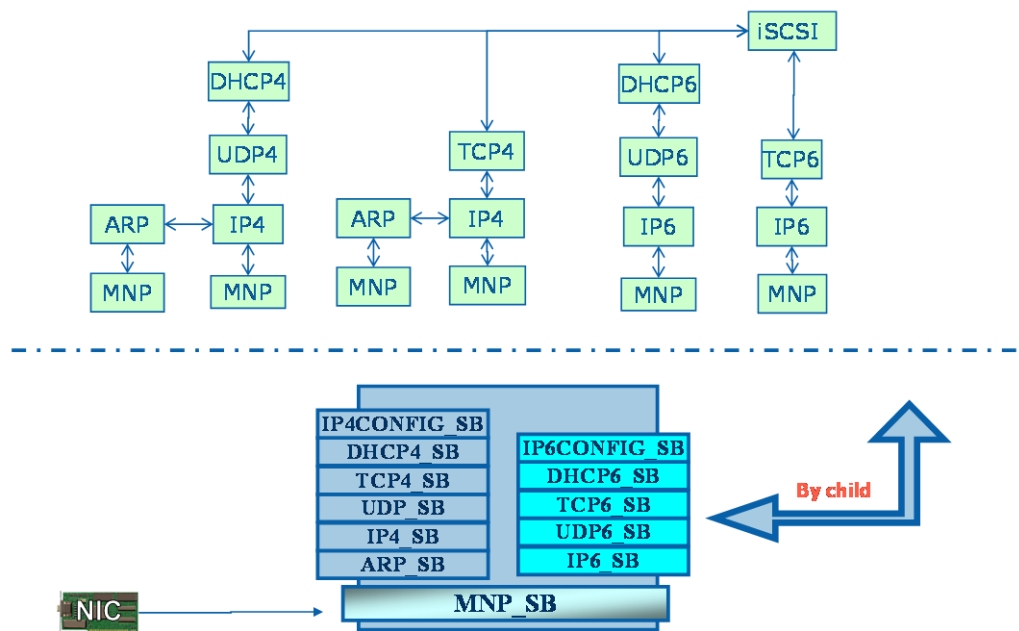 iSCSI
DHCP4
DHCP6
UDP4
TCP4
UDP6
TCP6
ARP
IP4
ARP
IP4
IP6
IP6
MNP
MNP
MNP
MNP
MNP
MNP
IP4CONFIG_SB
DHCP4_SB
TCP4_SB
UDP_SB
IP4_SB
ARP_SB
IP6CONFIG_SB
DHCP6_SB
TCP6_SB
UDP6_SB
IP6_SB
By child
MNP_SB
NIC